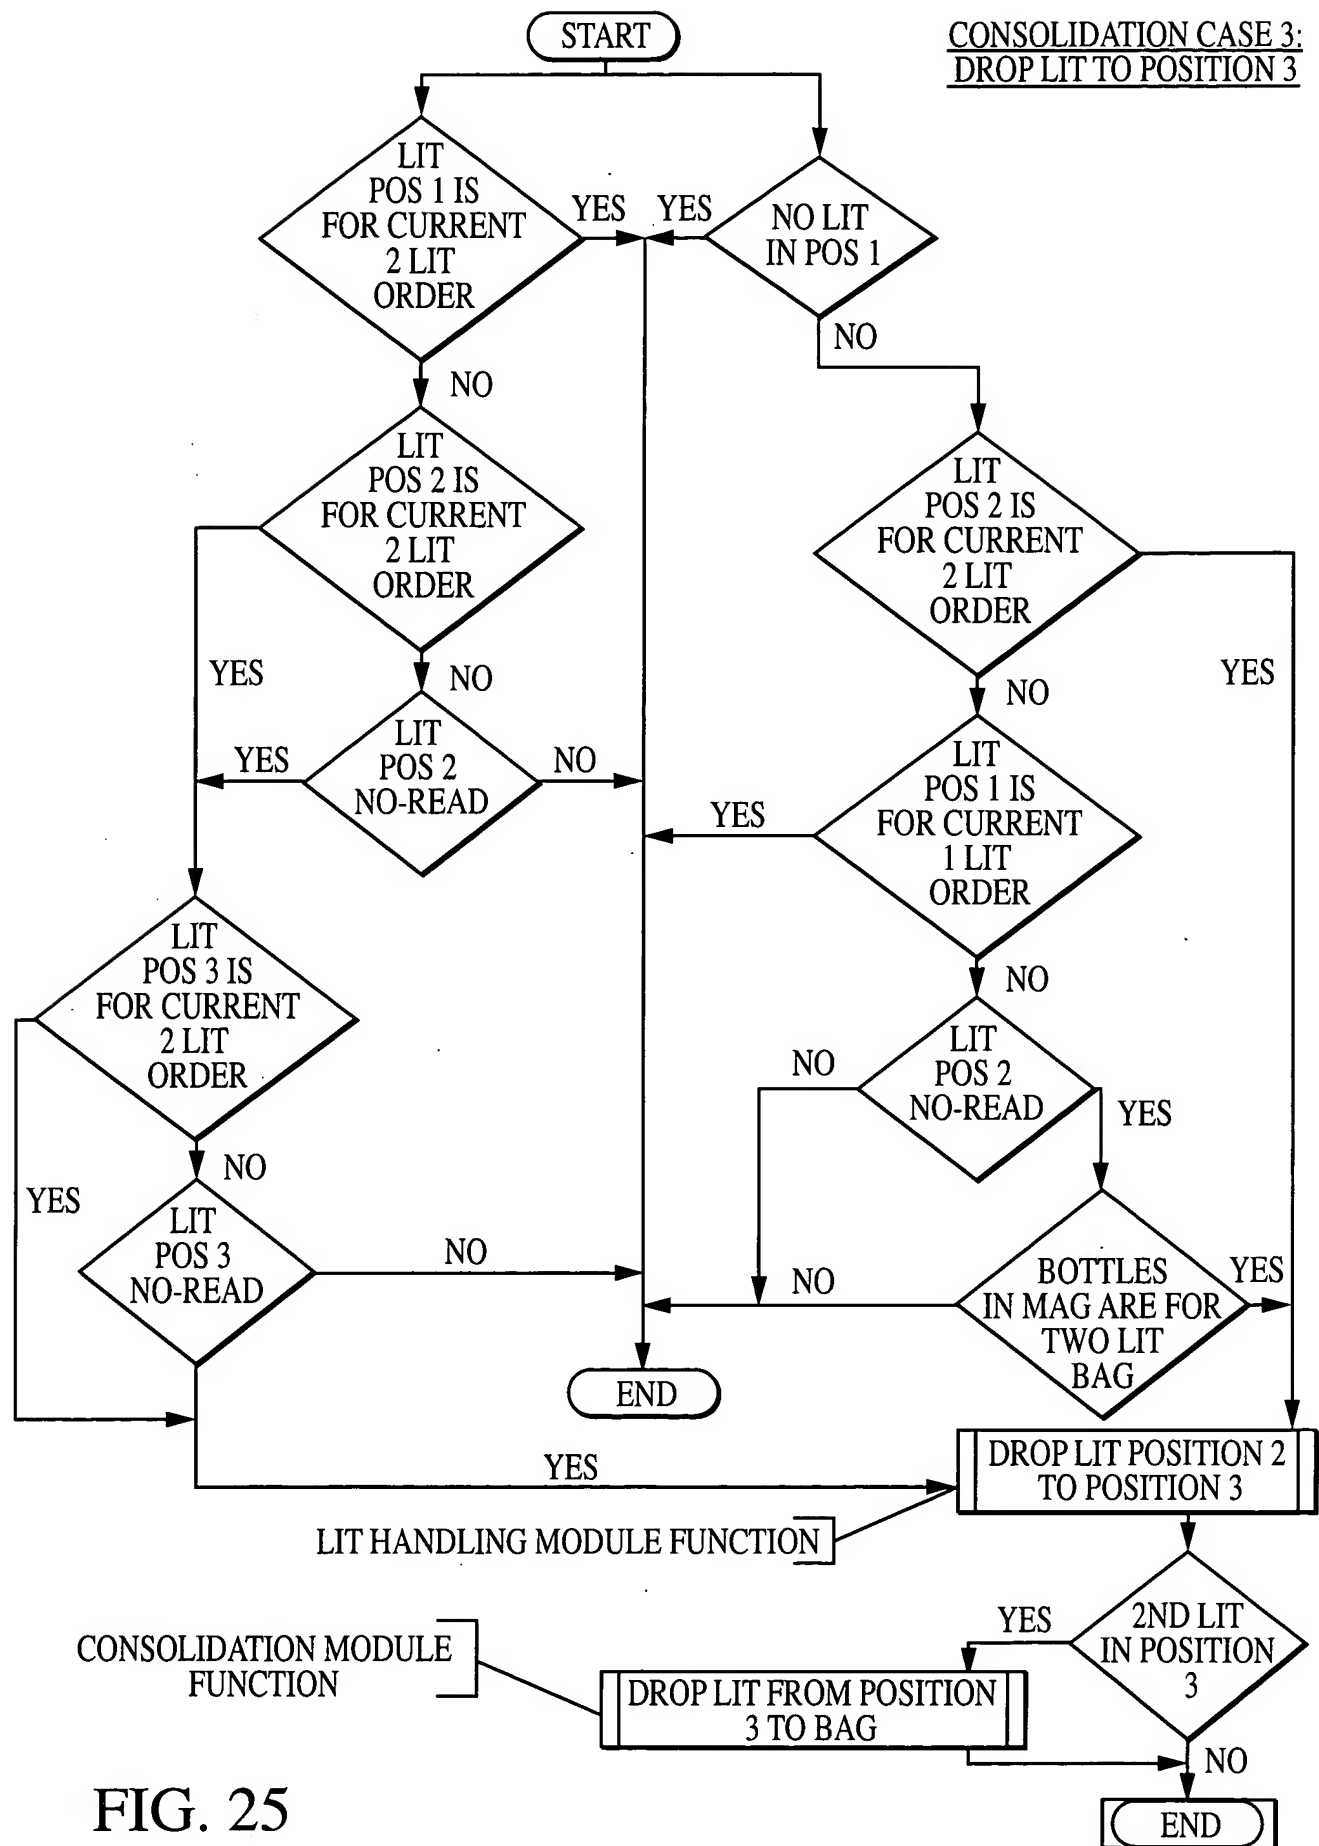 START
CONSOLIDATION CASE 3:
DROP LIT TO POSITION 3
LIT
POS 1 IS
FOR CURRENT
2 LIT
ORDER
YES
YES
NO LIT
IN POS 1
NO
NO
LIT
POS 2 IS
FOR CURRENT
2 LIT
ORDER
LIT
POS 2 IS
FOR CURRENT
2 LIT
ORDER
YES
NO
YES
NO
LIT
POS 2
NO-READ
YES
NO
LIT
POS 1 IS
FOR CURRENT
1 LIT
ORDER
YES
NO
LIT
POS 3 IS
FOR CURRENT
2 LIT
ORDER
YES
NO
LIT
POS 2
NO-READ
NO
YES
LIT
POS 3
NO-READ
NO
BOTTLES
IN MAG ARE FOR
TWO LIT
BAG
NO
YES
END
YES
DROP LIT POSITION 2
TO POSITION 3
LIT HANDLING MODULE FUNCTION
2ND LIT
IN POSITION
3
YES
CONSOLIDATION MODULE
FUNCTION
DROP LIT FROM POSITION
3 TO BAG
NO
END
FIG. 25